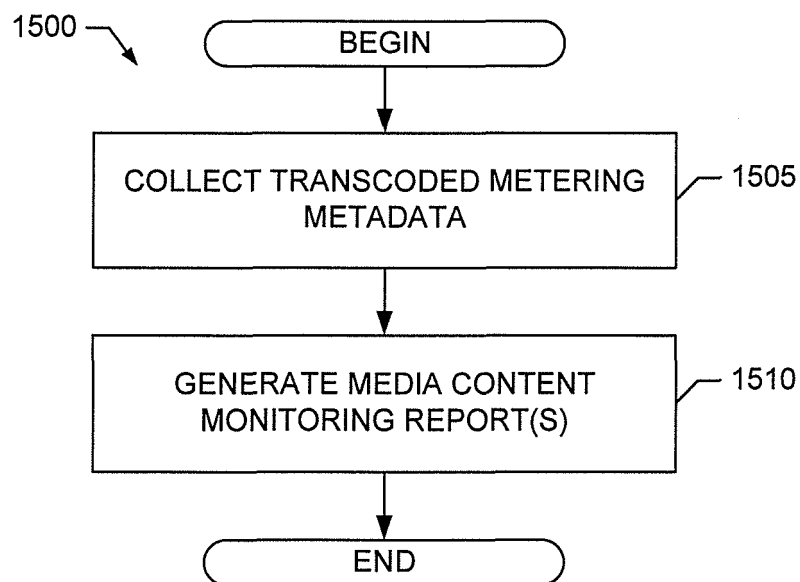 1500
BEGIN
COLLECT TRANSCODED METERING
METADATA
1505
GENERATE MEDIA CONTENT
MONITORING REPORT(S)
1510
END